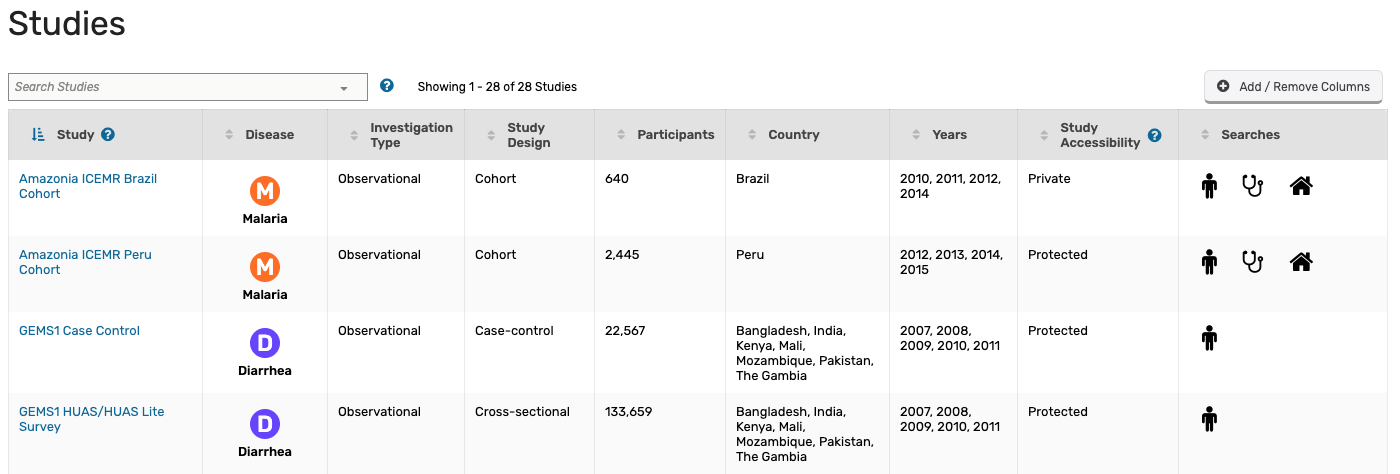 Studies
Search Studies
Showing 1 - 28 of 28 Studies
Add / Remove Columns
Study
Disease
Investigation
Type
Study
Design
Participants
Country
Years
Study
Accessibility
Searches
Amazonia ICEMR Brazil
Cohort
M
Malaria
Observational
Cohort
640
Brazil
2010, 2011, 2012,
2014
Private
Amazonia ICEMR Peru
Cohort
M
Malaria
Observational
Cohort
2,445
Peru
2012, 2013, 2014,
2015
Protected
GEMS1 Case Control
D
Diarrhea
Observational
Case-control
22,567
Bangladesh, India,
Kenya, Mali,
Mozambique, Pakistan,
The Gambia
2007, 2008,
2009, 2010, 2011
Protected
GEMS1 HUAS/HUAS Lite
Survey
D
Diarrhea
Observational
Cross-sectional
133,659
Bangladesh, India,
Kenya, Mali,
Mozambique, Pakistan,
The Gambia
2007, 2008,
2009, 2010, 2011
Protected